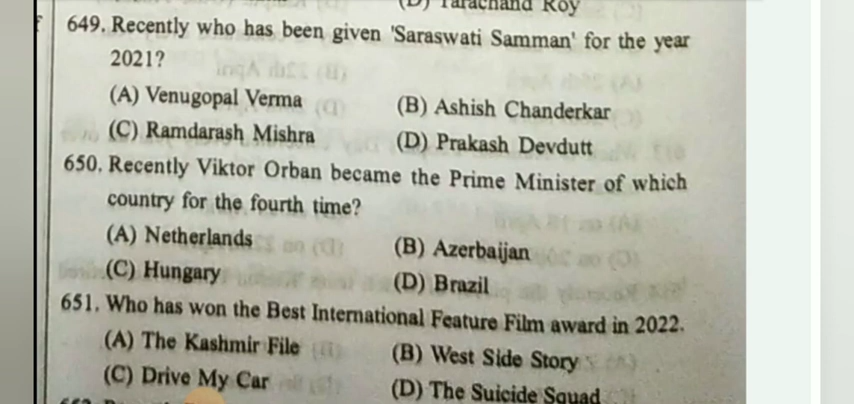 (D) Tarachand Roy
649. Recently who has been given 'Saraswati Samman' for the year
2021?
(A) Venugopal Verma (B) Ashish Chanderkar
(C) Ramdarash Mishra (D) Prakash Devdutt
650. Recently Viktor Orban became the Prime Minister of which
country for the fourth time?
(A) Netherlands (B) Azerbaijan
(C) Hungary (D) Brazil
651. Who has won the Best International Feature Film award in 2022.
(A) The Kashmir File (B) West Side Story
(C) Drive My Car (D) The Suicide Squad